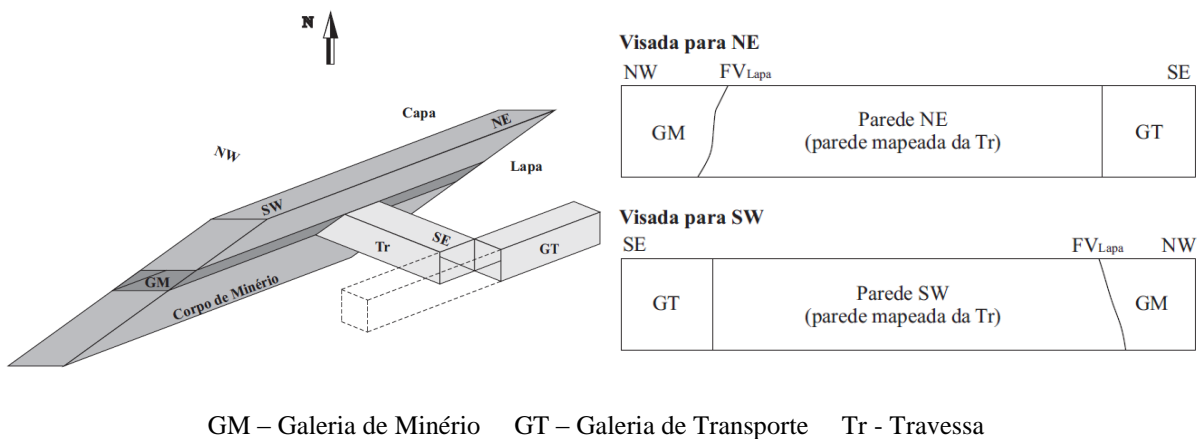 N
Capa
NE
NW
Lapa
SW
SE
Tr
GT
GM
Corpo de Minério
Visada para NE
NW FVLapa SE
GM
Parede NE
(parede mapeada da Tr)
GT
Visada para SW
SE FVLapa NW
GT
Parede SW
(parede mapeada da Tr)
GM
GM – Galeria de Minério GT – Galeria de Transporte Tr - Travessa